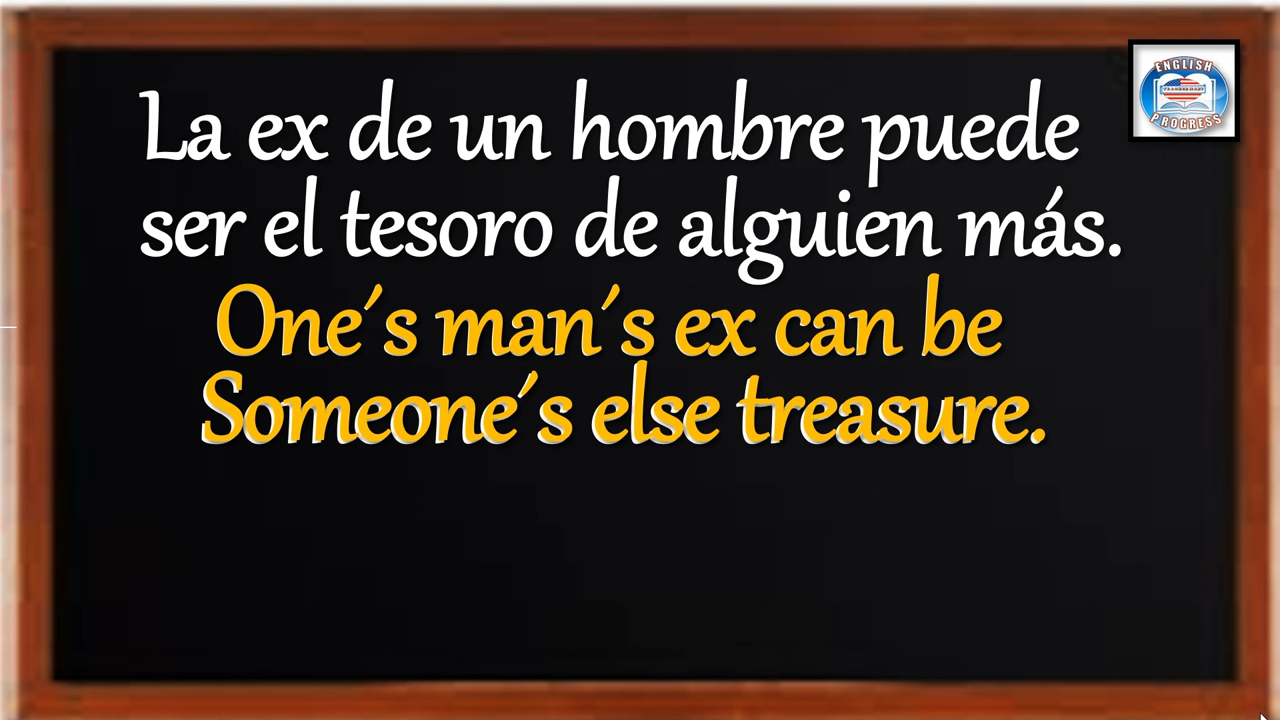 La ex de un hombre puede
ser el tesoro de alguien más.
One´s man´s ex can be
Someone´s else treasure.
ENGLISH
PROGRESS